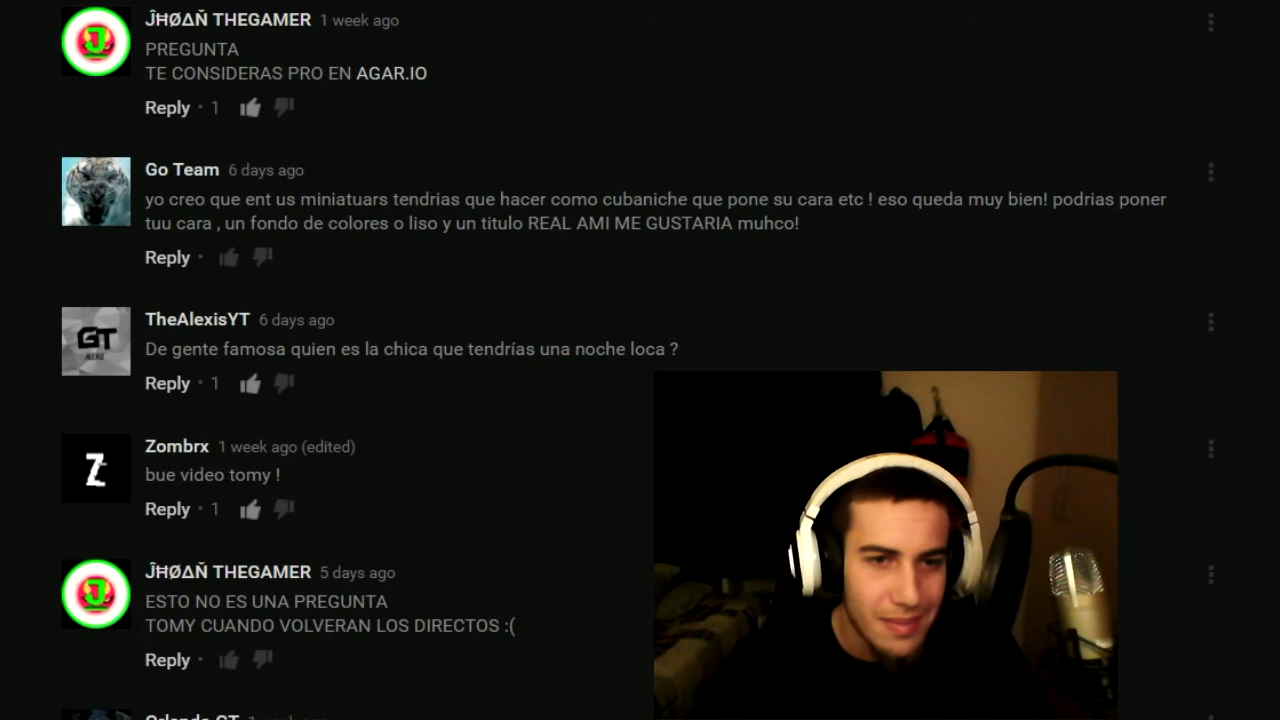 ĴĦØΔŇ THEGAMER 1 week ago
PREGUNTA
TE CONSIDERAS PRO EN AGAR.IO
Reply · 1
Go Team 6 days ago
yo creo que ent us miniatuars tendrias que hacer como cubaniche que pone su cara etc ! eso queda muy bien! podrias poner
tuu cara , un fondo de colores o liso y un titulo REAL AMI ME GUSTARIA muhco!
Reply ·
GT
TheAlexisYT 6 days ago
De gente famosa quien es la chica que tendrías una noche loca ?
Reply · 1
Z
Zombrx 1 week ago (edited)
bue video tomy !
Reply · 1
J
ĴĦØΔŇ THEGAMER 5 days ago
ESTO NO ES UNA PREGUNTA
TOMY CUANDO VOLVERAN LOS DIRECTOS :(
Reply ·